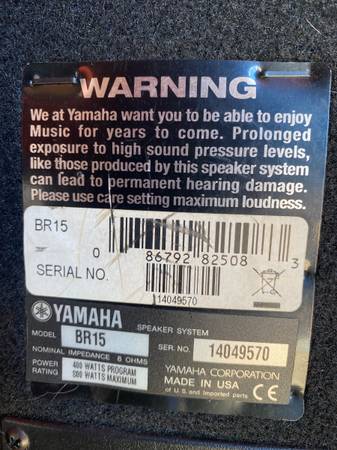 WARNING
We at Yamaha want you to be able to enjoy
Music for years to come. Prolonged
exposure to high sound pressure levels,
like those produced by this speaker system
can lead to permanent hearing damage.
Please use care setting maximum loudness.
BR15
0 86792 82508 3
SERIAL NO.
14049570
YAMAHA SPEAKER SYSTEM
MODEL BR15 SER. NO. 14049570
NOMINAL IMPEDANCE 8 OHMS
POWER RATING 400 WATTS PROGRAM
800 WATTS MAXIMUM
YAMAHA CORPORATION
MADE IN USA
of U.S. and Imported parts CE